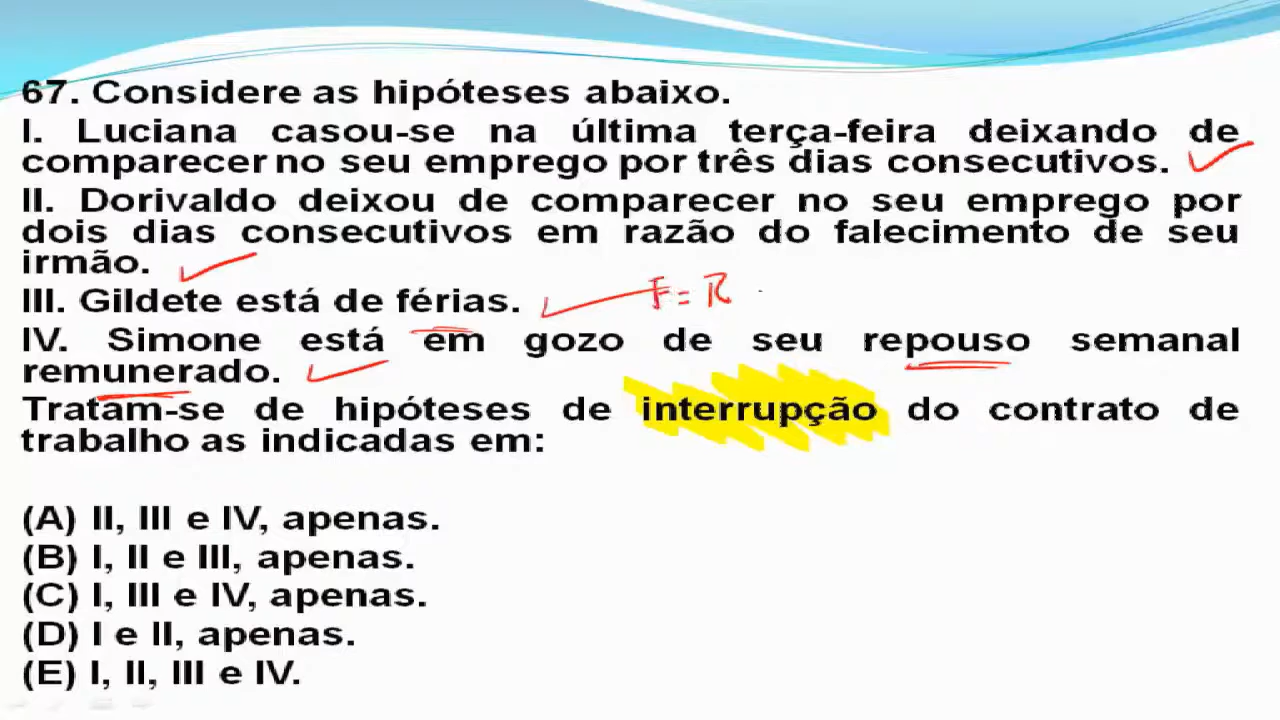 67. Considere as hipóteses abaixo.
I. Luciana casou-se na última terça-feira deixando de
comparecer no seu emprego por três dias consecutivos.
II. Dorivaldo deixou de comparecer no seu emprego por
dois dias consecutivos em razão do falecimento de seu
irmão.
III. Gildete está de férias. F = R
IV. Simone está em gozo de seu repouso semanal
remunerado.
Tratam-se de hipóteses de interrupção do contrato de
trabalho as indicadas em:
(A) II, III e IV, apenas.
(B) I, II e III, apenas.
(C) I, III e IV, apenas.
(D) I e II, apenas.
(E) I, II, III e IV.